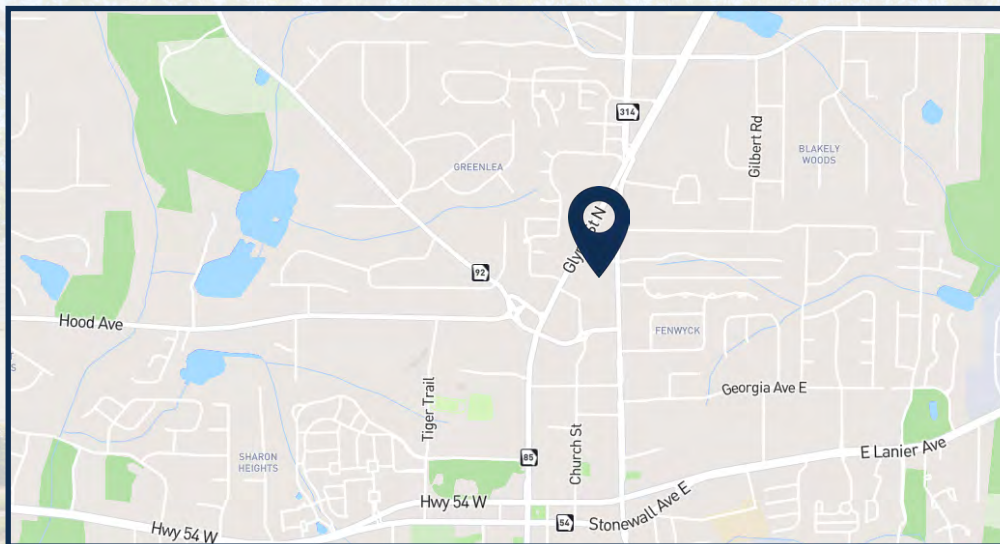 314
Gilbert Rd
BLAKELY
WOODS
GREENLEA
St N
92
Hood Ave
FENWYCK
Georgia Ave E
Tiger Trail
Church St
SHARON
HEIGHTS
85
E Lanier Ave
Hwy 54 W
Hwy 54 W
54
Stonewall Ave E